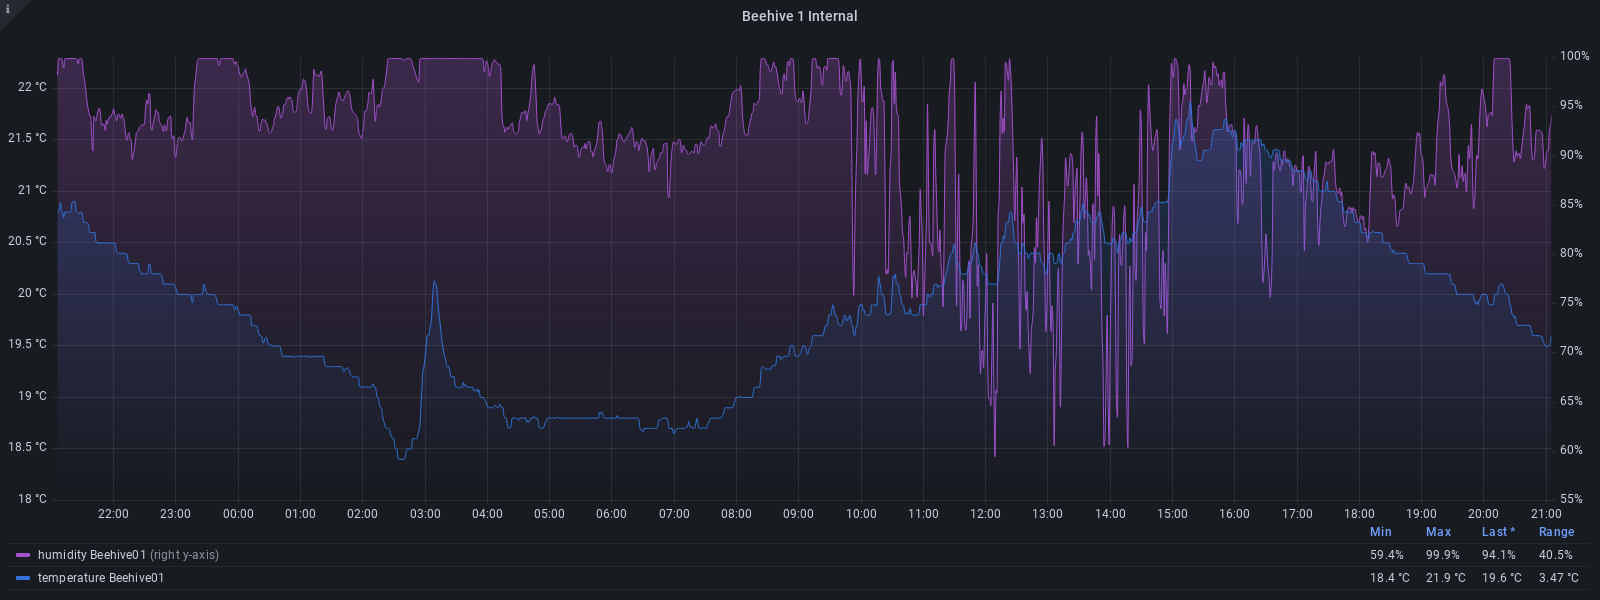 i
Beehive 1 Internal
22 °C
21.5 °C
21 °C
20.5 °C
20 °C
19.5 °C
19 °C
18.5 °C
18 °C
100%
95%
90%
85%
80%
75%
70%
65%
60%
55%
22:00 23:00 00:00 01:00 02:00 03:00 04:00 05:00 06:00 07:00 08:00 09:00 10:00 11:00 12:00 13:00 14:00 15:00 16:00 17:00 18:00 19:00 20:00 21:00
Min Max Last * Range
humidity Beehive01 (right y-axis) 59.4% 99.9% 94.1% 40.5%
temperature Beehive01 18.4 °C 21.9 °C 19.6 °C 3.47 °C